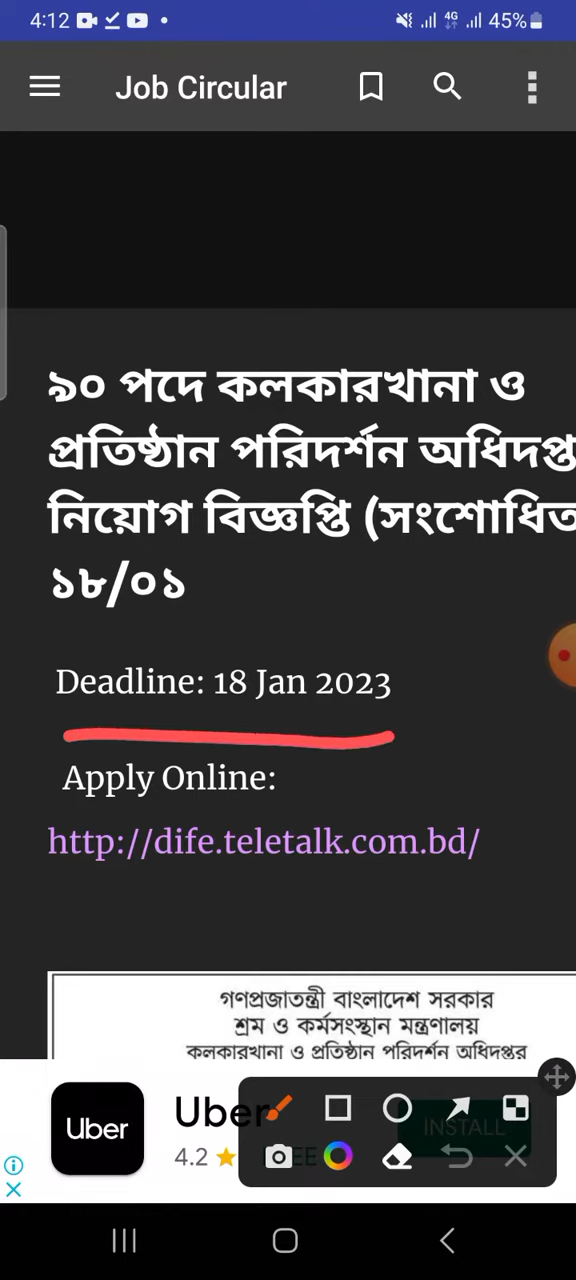 4:12
4G
45%
Job Circular
৯০ পদে কলকারখানা ও
প্রতিষ্ঠান পরিদর্শন অধিদপ্ত
নিয়োগ বিজ্ঞপ্তি (সংশোধিত
১৮/০১
Deadline: 18 Jan 2023
Apply Online:
http://dife.teletalk.com.bd/
গণপ্রজাতন্ত্রী বাংলাদেশ সরকার
শ্রম ও কর্মসংস্থান মন্ত্রণালয়
কলকারখানা ও প্রতিষ্ঠান পরিদর্শন অধিদপ্তর
Uber
Uber
INSTALL
4.2